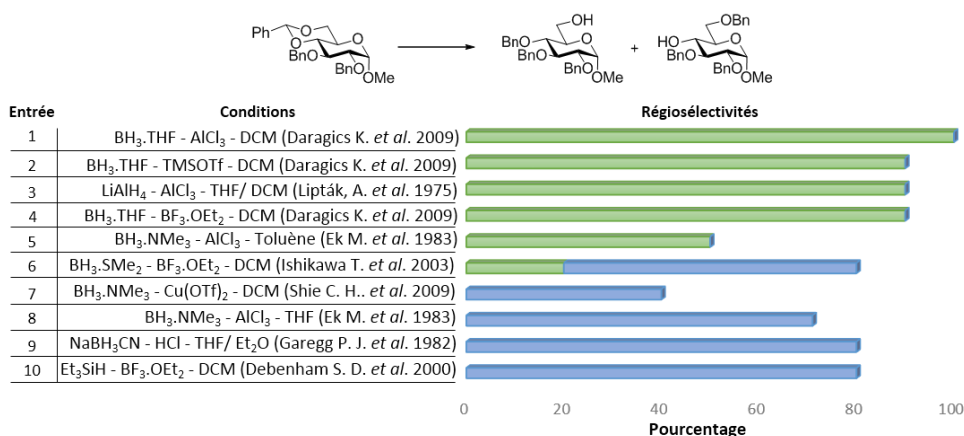 Ph O O O BnO BnO OMe
OH BnO O BnO BnO OMe
+
OBn HO O BnO BnO OMe
Entrée Conditions Régiosélectivités
1 BH₃.THF - AlCl₃ - DCM (Daragics K. et al. 2009)
2 BH₃.THF - TMSOTf - DCM (Daragics K. et al. 2009)
3 LiAlH₄ - AlCl₃ - THF/ DCM (Lipták, A. et al. 1975)
4 BH₃.THF - BF₃.OEt₂ - DCM (Daragics K. et al. 2009)
5 BH₃.NMe₃ - AlCl₃ - Toluène (Ek M. et al. 1983)
6 BH₃.SMe₂ - BF₃.OEt₂ - DCM (Ishikawa T. et al. 2003)
7 BH₃.NMe₃ - Cu(OTf)₂ - DCM (Shie C. H.. et al. 2009)
8 BH₃.NMe₃ - AlCl₃ - THF (Ek M. et al. 1983)
9 NaBH₃CN - HCl - THF/ Et₂O (Garegg P. J. et al. 1982)
10 Et₃SiH - BF₃.OEt₂ - DCM (Debenham S. D. et al. 2000)
0 20 40 60 80 100
Pourcentage